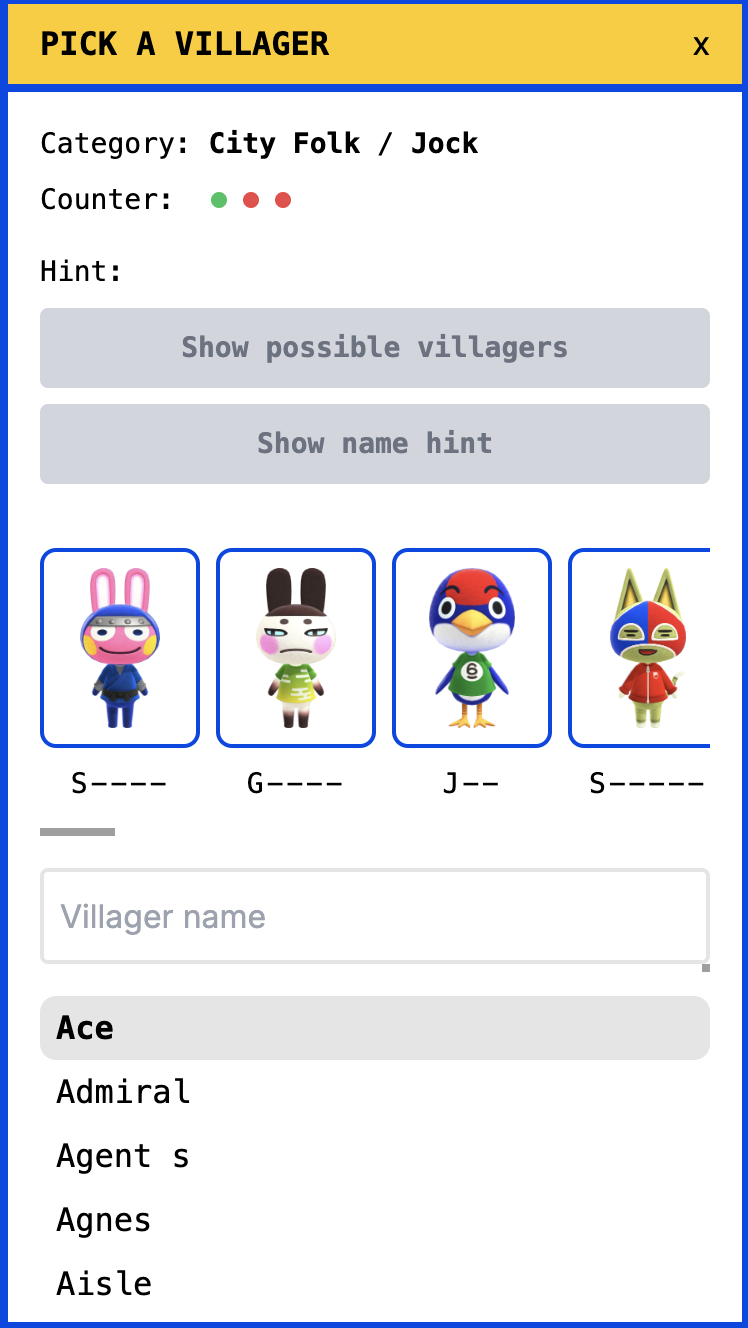 PICK A VILLAGER x
Category: City Folk / Jock
Counter:
Hint:
Show possible villagers
Show name hint
6
S---- G---- J-- S-----
Villager name
Ace
Admiral
Agent s
Agnes
Aisle